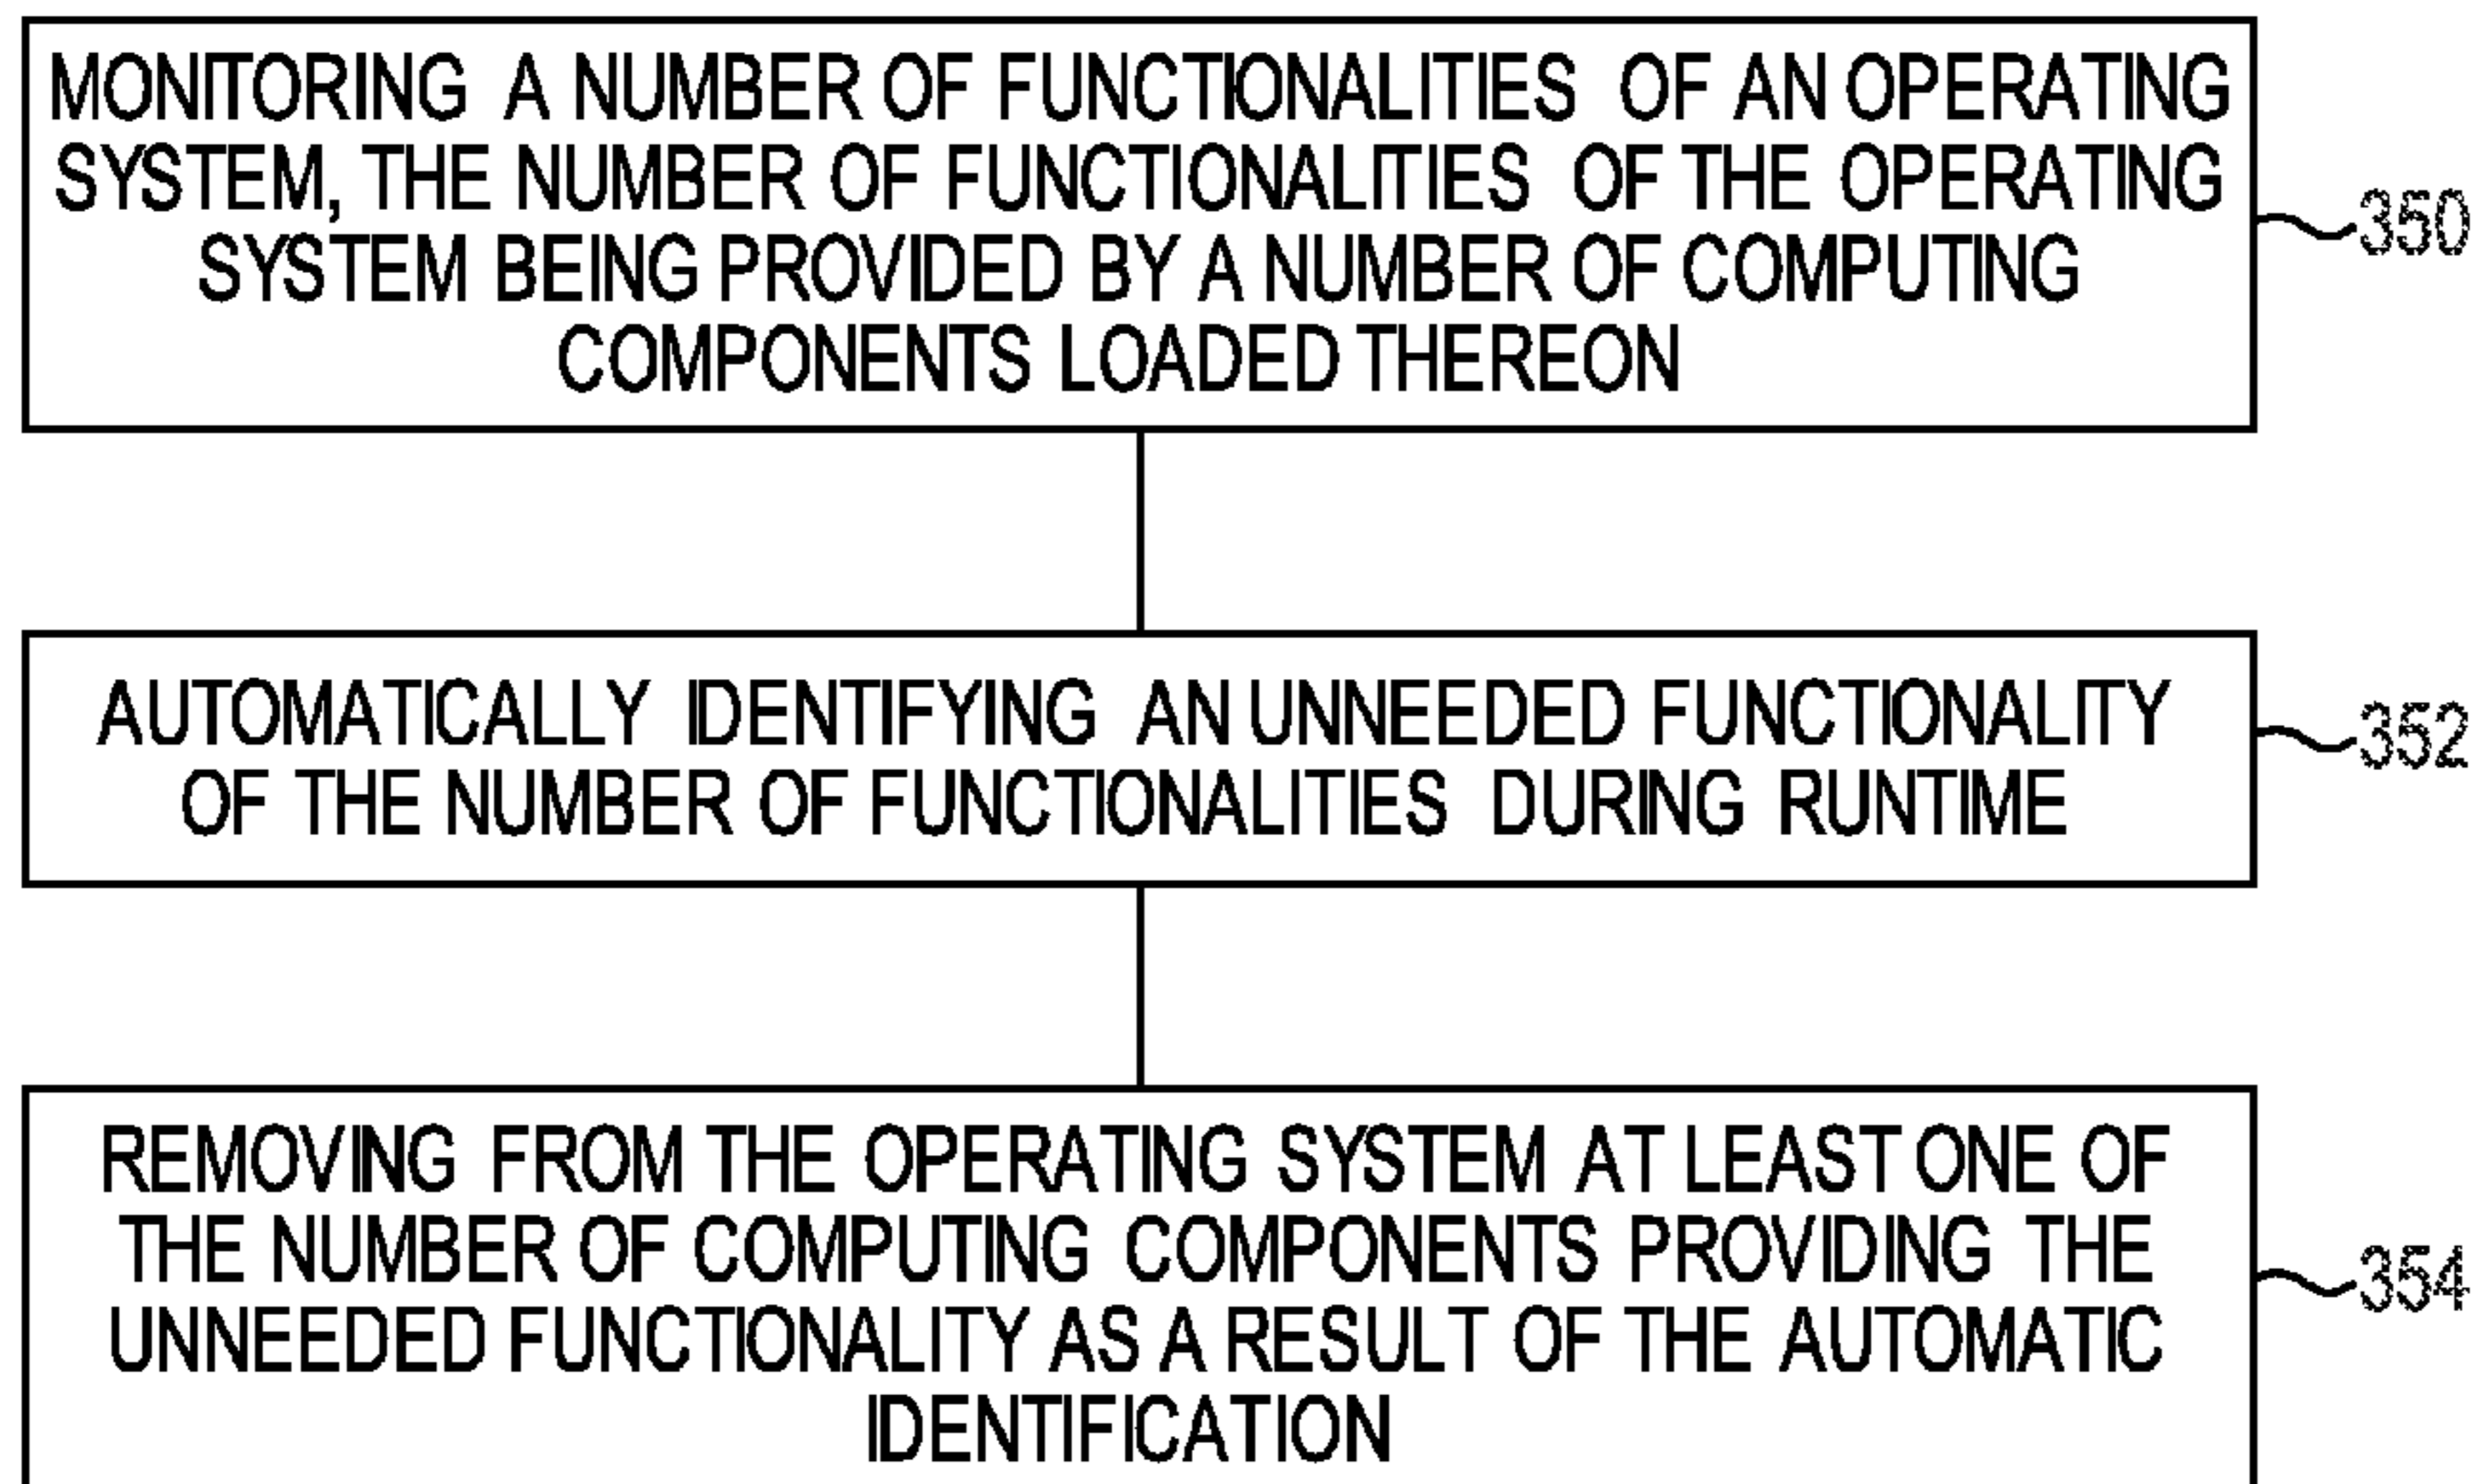 MONITORING A NUMBER OF FUNCTIONALITIES OF AN OPERATING
SYSTEM, THE NUMBER OF FUNCTIONALITIES OF THE OPERATING
SYSTEM BEING PROVIDED BY A NUMBER OF COMPUTING
COMPONENTS LOADED THEREON
350
AUTOMATICALLY IDENTIFYING AN UNNEEDED FUNCTIONALITY
OF THE NUMBER OF FUNCTIONALITIES DURING RUNTIME
352
REMOVING FROM THE OPERATING SYSTEM AT LEAST ONE OF
THE NUMBER OF COMPUTING COMPONENTS PROVIDING THE
UNNEEDED FUNCTIONALITY AS A RESULT OF THE AUTOMATIC
IDENTIFICATION
354